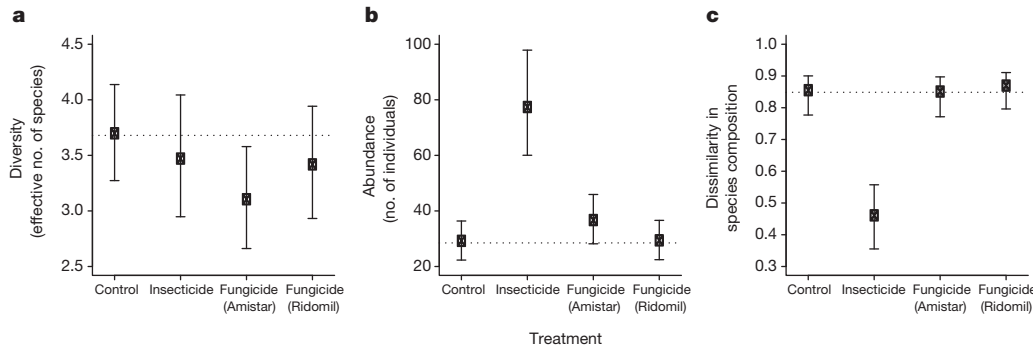 a
Diversity
(effective no. of species)
4.5
4.0
3.5
3.0
2.5
Control
Insecticide
Fungicide
(Amistar)
Fungicide
(Ridomil)
b
Abundance
(no. of individuals)
100
80
60
40
20
Control
Insecticide
Fungicide
(Amistar)
Fungicide
(Ridomil)
Treatment
c
Dissimilarity in
species composition
1.0
0.9
0.8
0.7
0.6
0.5
0.4
0.3
Control
Insecticide
Fungicide
(Amistar)
Fungicide
(Ridomil)